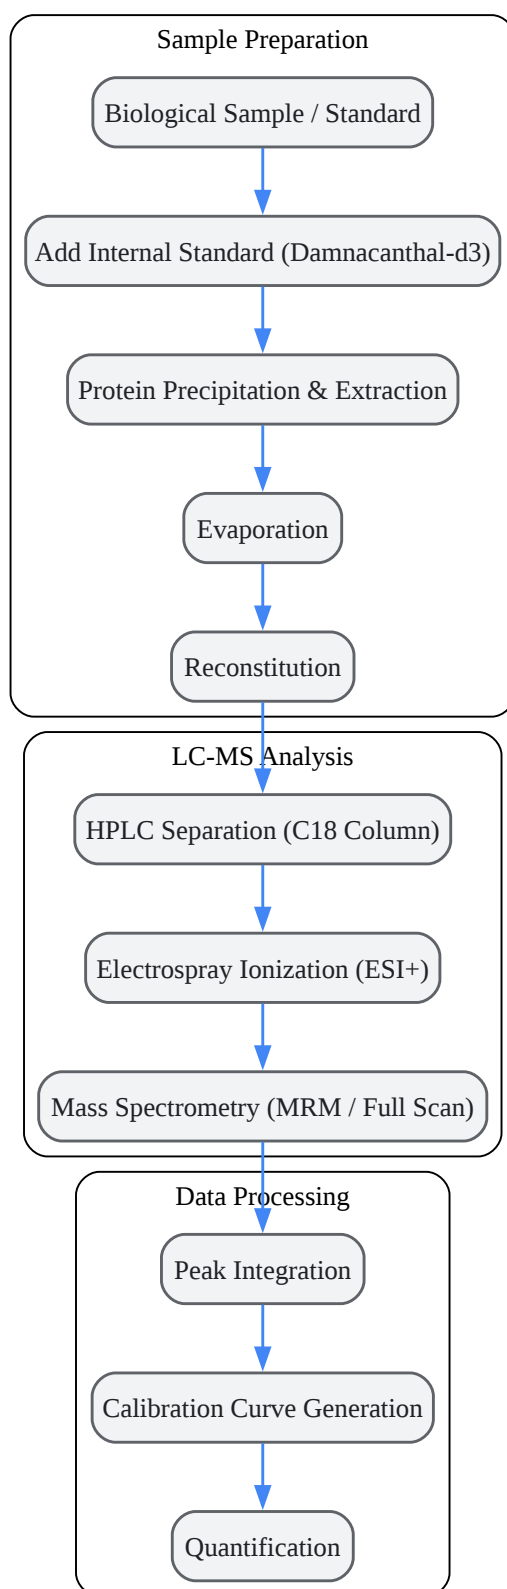 Sample Preparation
Biological Sample / Standard
Add Internal Standard (Damnacanthal-d3)
Protein Precipitation & Extraction
Evaporation
Reconstitution
LC-MS Analysis
HPLC Separation (C18 Column)
Electrospray Ionization (ESI+)
Mass Spectrometry (MRM / Full Scan)
Data Processing
Peak Integration
Calibration Curve Generation
Quantification